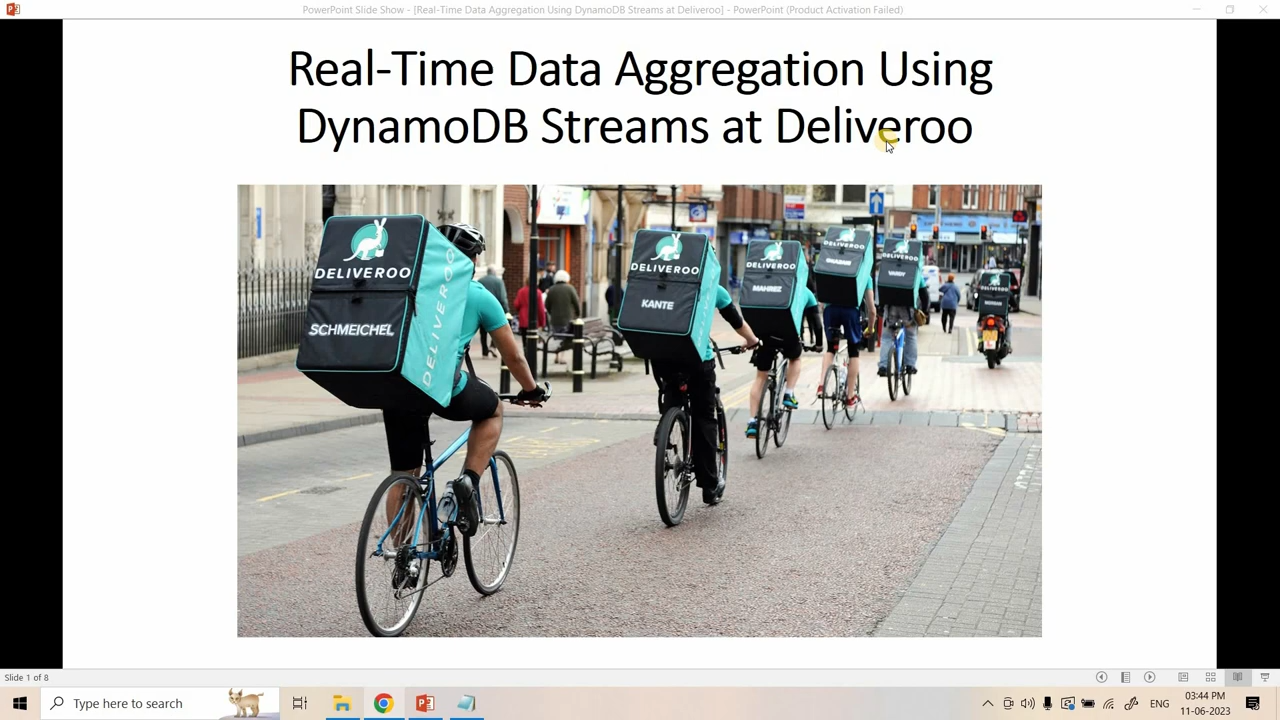 PowerPoint Slide Show - [Real-Time Data Aggregation Using DynamoDB Streams at Deliveroo] - PowerPoint (Product Activation Failed)
Real-Time Data Aggregation Using
DynamoDB Streams at Deliveroo
DELIVEROO
SCHMEICHEL
DELIVEROO
DELIVEROO
KANTE
DELIVEROO
MAHREZ
DELIVEROO
DELIVEROO
VARDY
DELIVEROO
Slide 1 of 8
Type here to search
ENG
03:44 PM
11-06-2023